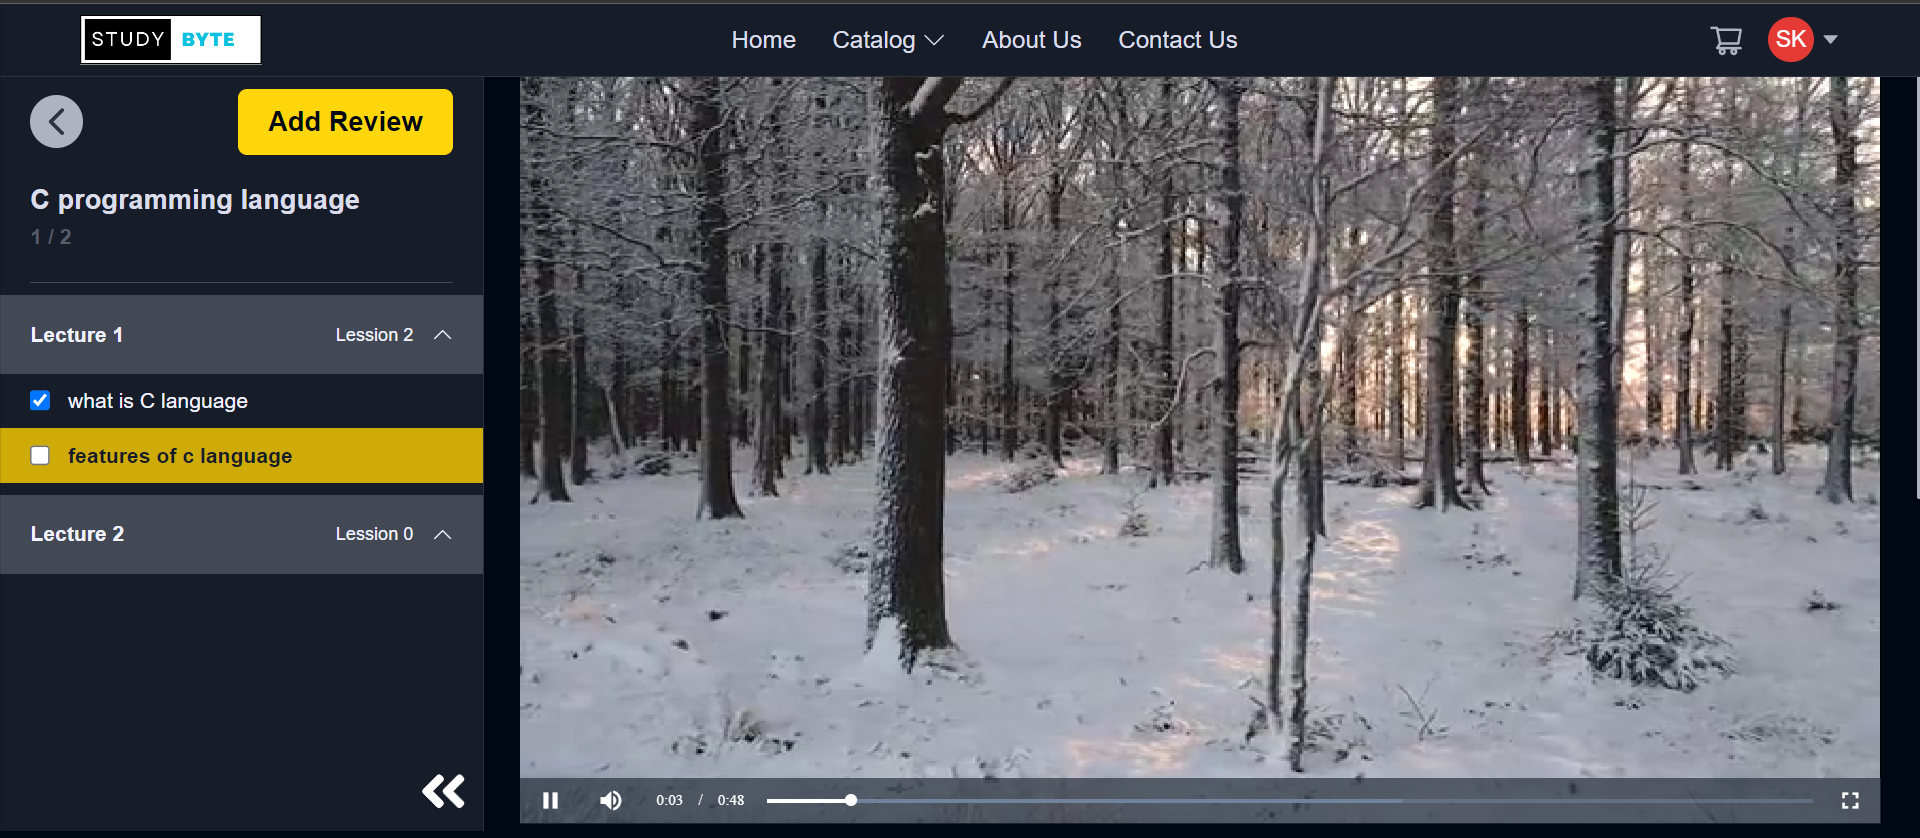 STUDY BYTE
Home Catalog About Us Contact Us
SK
Add Review
C programming language
1 / 2
Lecture 1 Lession 2
what is C language
features of c language
Lecture 2 Lession 0
0:03 / 0:48